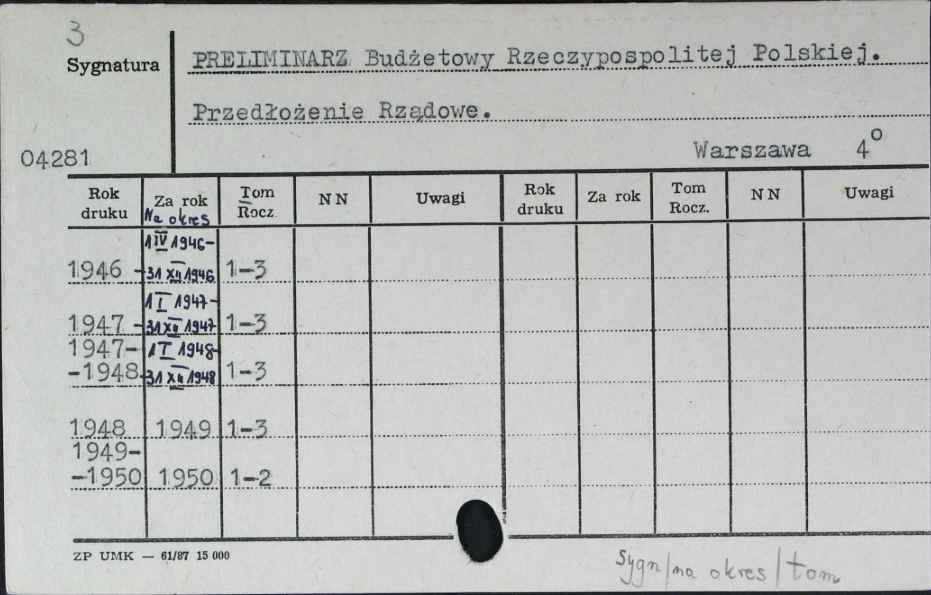 3
Sygnatura
PRELIMINARZ Budżetowy Rzeczypospolitej Polskiej.
Przedłożenie Rządowe.
04281
Warszawa 4°
Rok druku Za rok Na okres Tom Rocz. NN Uwagi Rok druku Za rok Tom Rocz. NN Uwagi
1 IV 1946-
1946 -31 XII 1946 1-3
1 I 1947-
1947 -31 XII 1947 1-3
1947- 1 I 1948-
-1948 31 XII 1948 1-3
1948 1949 1-3
1949-
-1950 1950 1-2
ZP UMK — 61/87 15 000
Sygn/na okres/tom